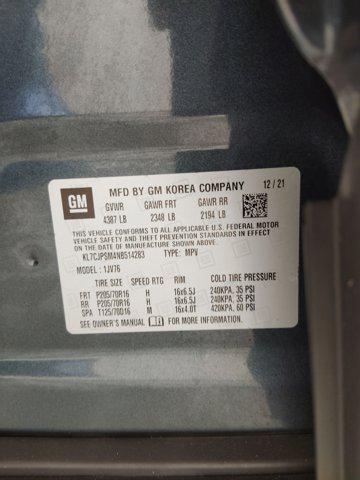 GM
MFD BY GM KOREA COMPANY 12/21
GVWR GAWR FRT GAWR RR
4387 LB 2348 LB 2194 LB
THIS VEHICLE CONFORMS TO ALL APPLICABLE U.S. FEDERAL
MOTOR VEHICLE SAFETY, BUMPER, AND THEFT PREVENTION
STANDARDS IN EFFECT ON THE DATE OF MANUFACTURE SHOWN ABOVE.
KL7CJPSM4NB514283 TYPE: MPV
MODEL: 1JV76
TIRE SIZE SPEED RTG RIM COLD TIRE PRESSURE
FRT P205/70R16 H 16x6.5J 240KPA, 35 PSI
RR P205/70R16 H 16x6.5J 240KPA, 35 PSI
SPA T125/70D16 M 16x4.0T 420KPA, 60 PSI
SEE OWNER'S MANUAL FOR MORE INFORMATION.